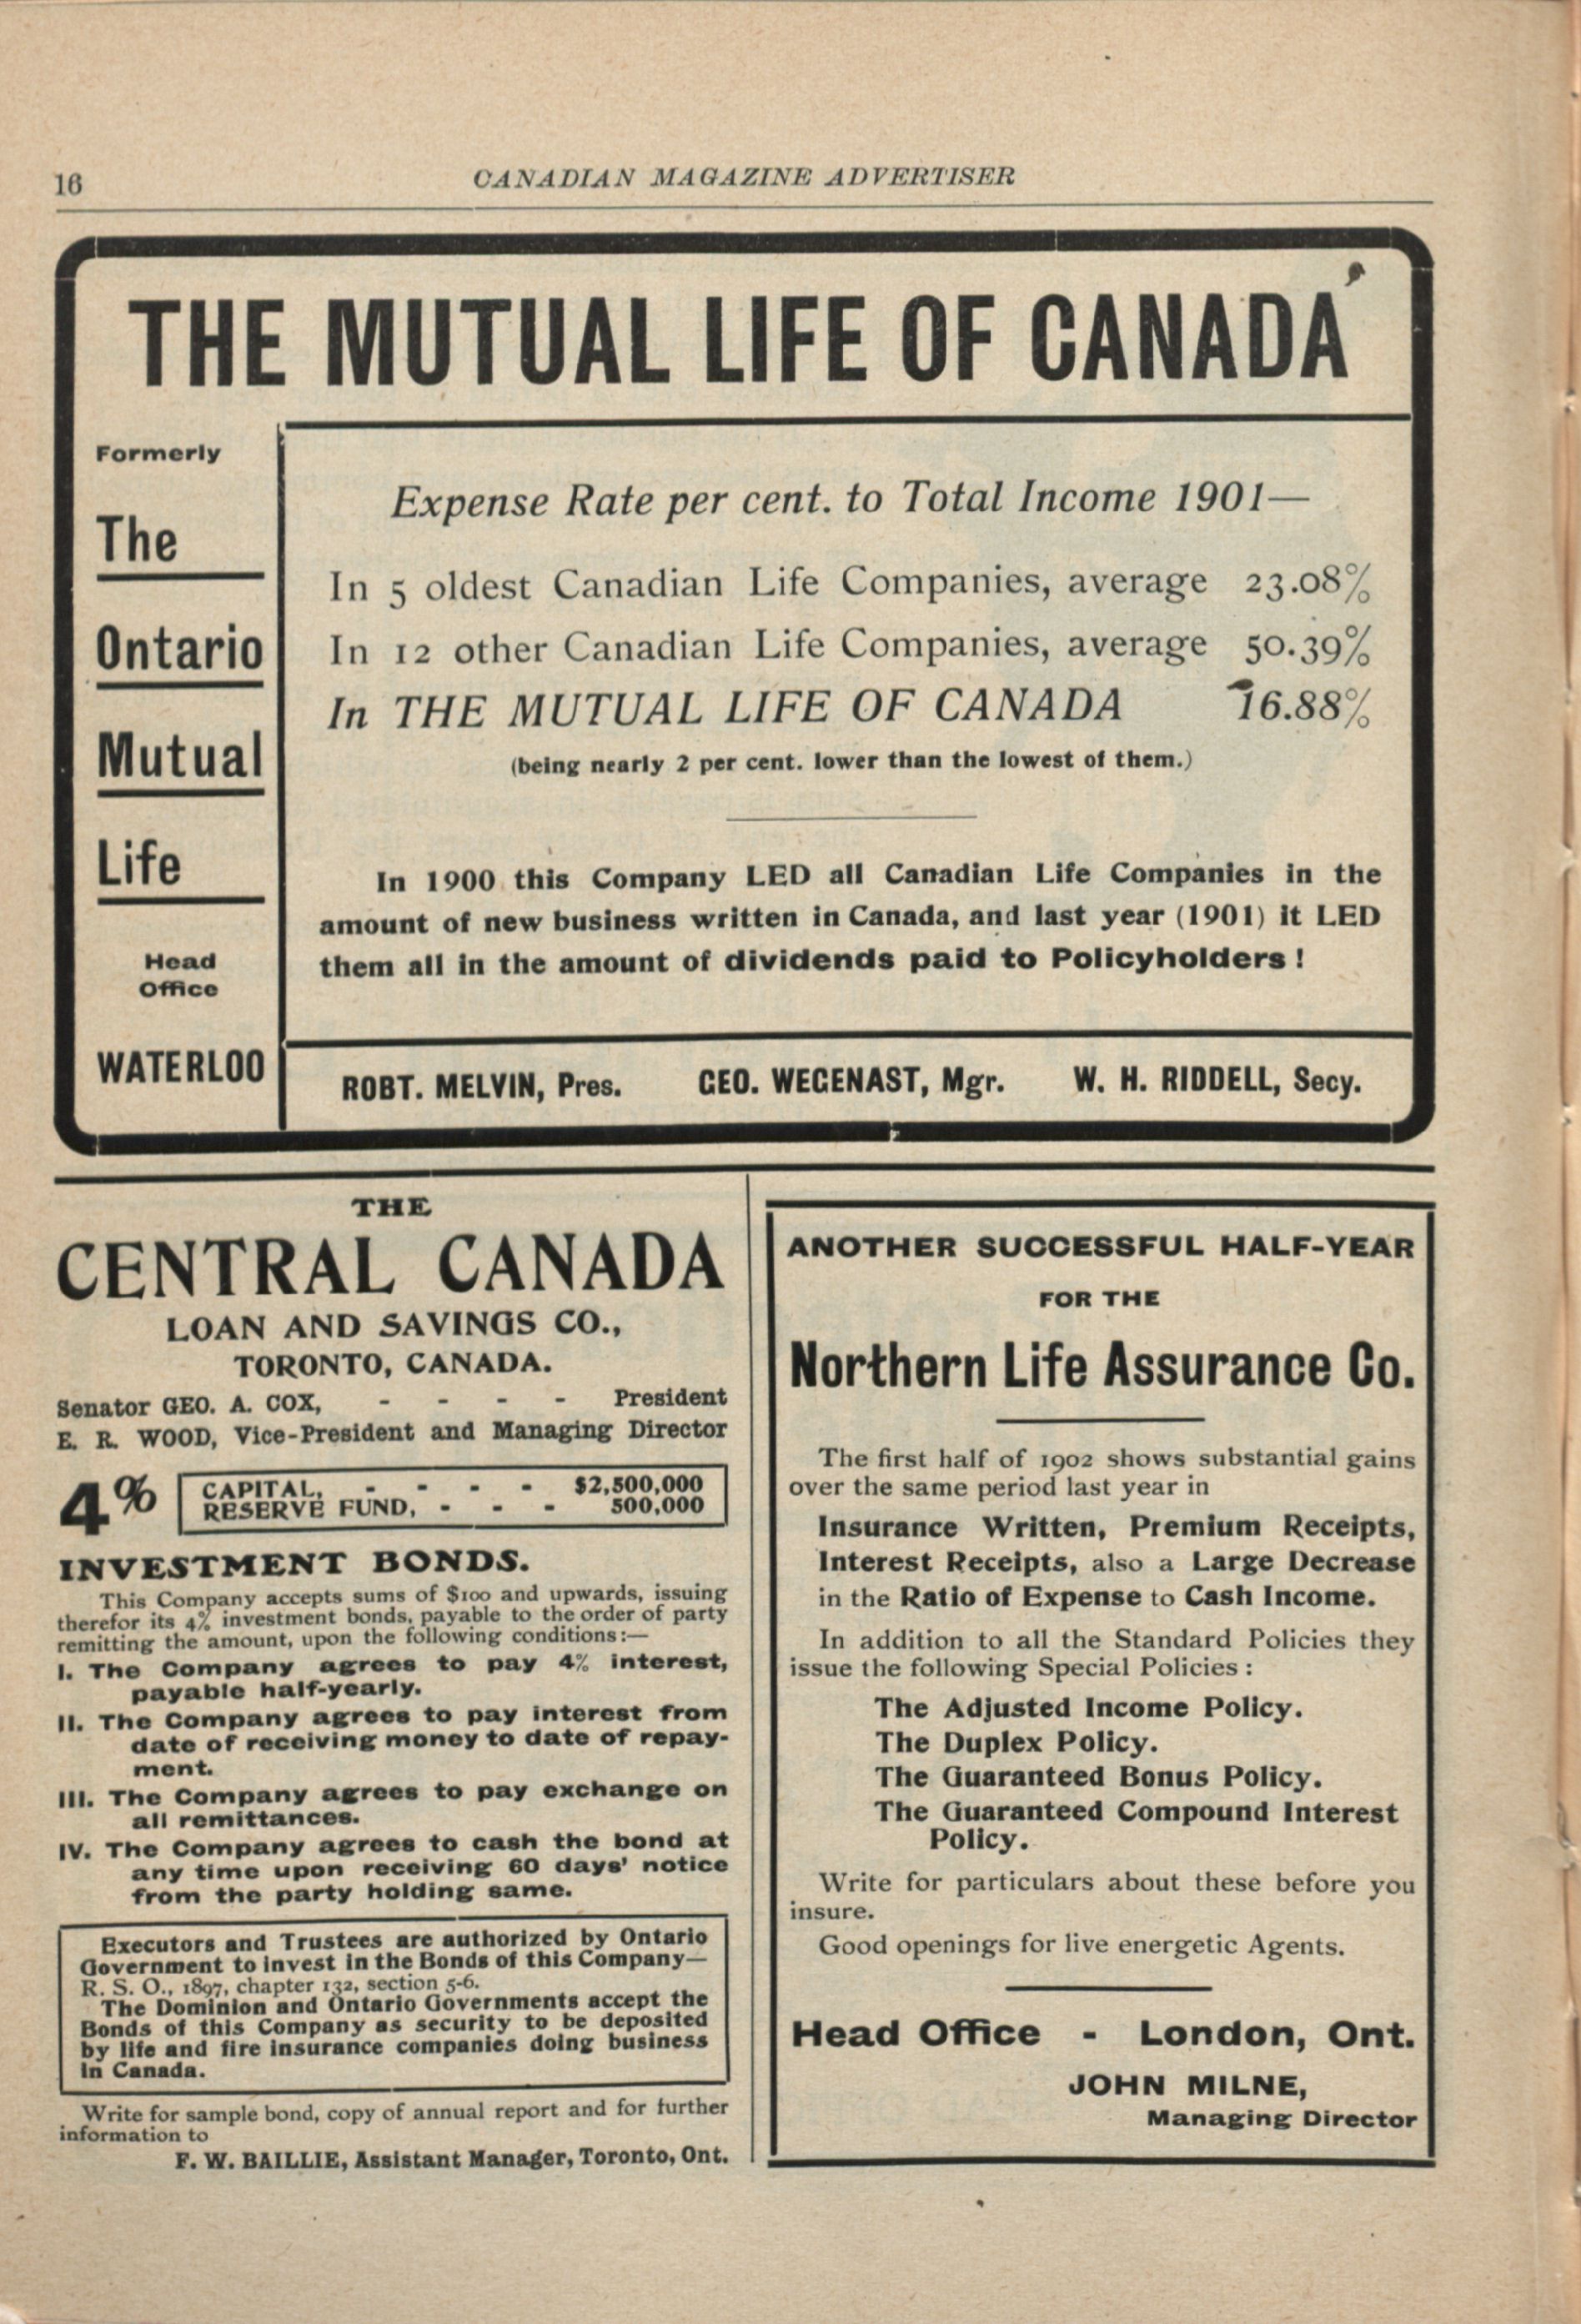 16
CANADIAN MAGAZINE ADVERTISER
THE MUTUAL LIFE OF CANADA
Formerly
The
Ontario
Mutual
Life
Head
Office
WATERLOO
Expense Rate per cent. to Total Income 1901—
In 5 oldest Canadian Life Companies, average 23.08%
In 12 other Canadian Life Companies, average 50.39%
In THE MUTUAL LIFE OF CANADA 16.88%
(being nearly 2 per cent. lower than the lowest of them.)
In 1900 this Company LED all Canadian Life Companies in the
amount of new business written in Canada, and last year (1901) it LED
them all in the amount of dividends paid to Policyholders !
ROBT. MELVIN, Pres. GEO. WEGENAST, Mgr. W. H. RIDDELL, Secy.
THE
CENTRAL CANADA
LOAN AND SAVINGS CO.,
TORONTO, CANADA.
Senator GEO. A. COX, - - - - President
E. R. WOOD, Vice-President and Managing Director
4%
CAPITAL, - - - - $2,500,000
RESERVE FUND, - - - 500,000
INVESTMENT BONDS.
This Company accepts sums of $100 and upwards, issuing
therefor its 4% investment bonds, payable to the order of party
remitting the amount, upon the following conditions:—
I. The Company agrees to pay 4% interest,
payable half-yearly.
II. The Company agrees to pay interest from
date of receiving money to date of repay-
ment.
III. The Company agrees to pay exchange on
all remittances.
IV. The Company agrees to cash the bond at
any time upon receiving 60 days' notice
from the party holding same.
Executors and Trustees are authorized by Ontario
Government to invest in the Bonds of this Company—
R. S. O., 1897, chapter 132, section 5-6.
The Dominion and Ontario Governments accept the
Bonds of this Company as security to be deposited
by life and fire insurance companies doing business
in Canada.
Write for sample bond, copy of annual report and for further
information to
F. W. BAILLIE, Assistant Manager, Toronto, Ont.
ANOTHER SUCCESSFUL HALF-YEAR
FOR THE
Northern Life Assurance Co.
The first half of 1902 shows substantial gains
over the same period last year in
Insurance Written, Premium Receipts,
Interest Receipts, also a Large Decrease
in the Ratio of Expense to Cash Income.
In addition to all the Standard Policies they
issue the following Special Policies :
The Adjusted Income Policy.
The Duplex Policy.
The Guaranteed Bonus Policy.
The Guaranteed Compound Interest
Policy.
Write for particulars about these before you
insure.
Good openings for live energetic Agents.
Head Office - London, Ont.
JOHN MILNE,
Managing Director